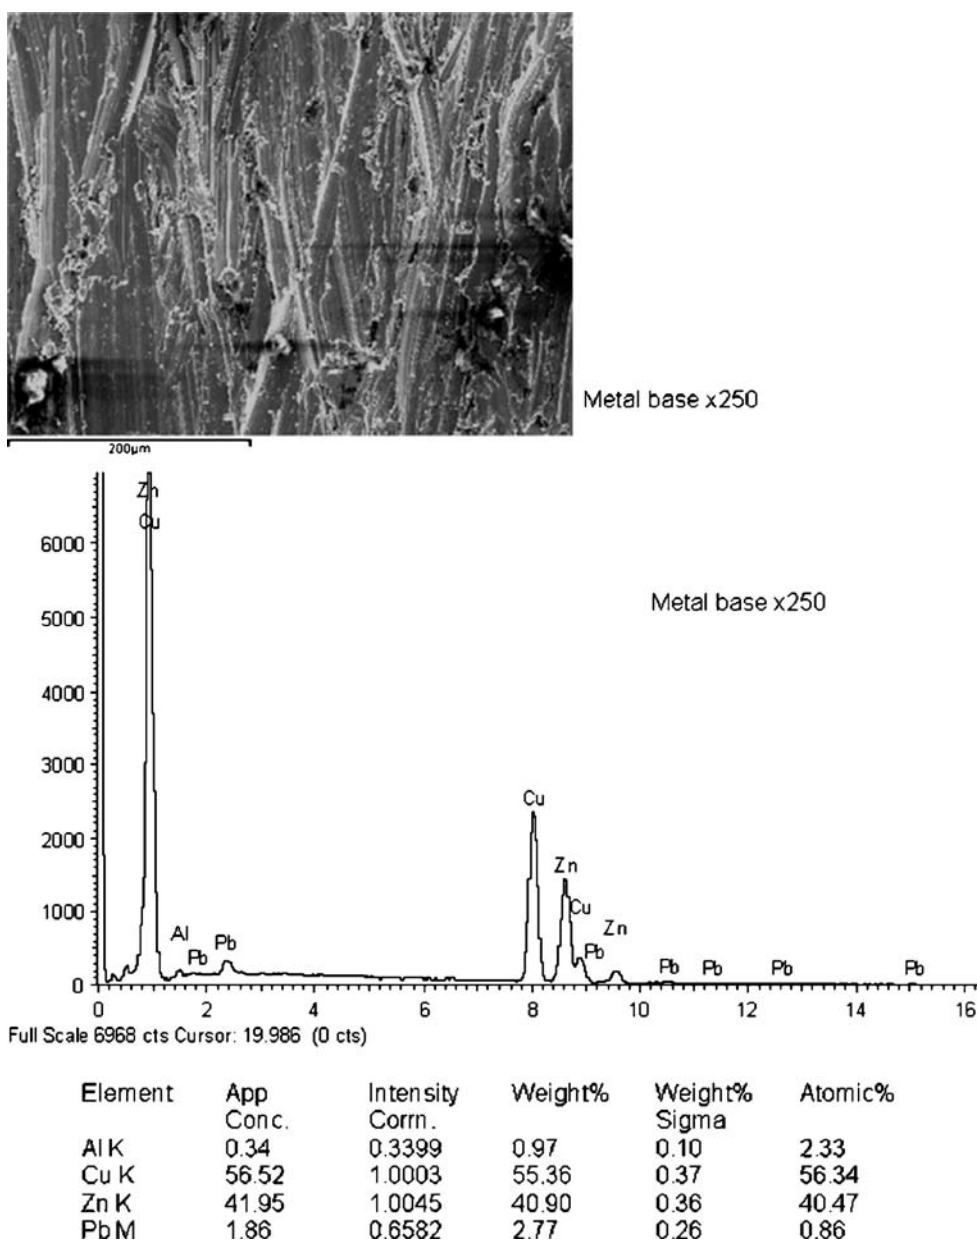 Metal base x250
200µm
Zn
Cu
Metal base x250
6000
5000
4000
3000
2000
1000
0
Al
Pb
Pb
Cu
Zn
Cu
Pb
Zn
Pb
Pb
Pb
Pb
0 2 4 6 8 10 12 14 16
Full Scale 6968 cts Cursor: 19.986 (0 cts)
Element App Intensity Weight% Weight% Atomic%
Conc. Corrn. Sigma
Al K 0.34 0.3399 0.97 0.10 2.33
Cu K 56.52 1.0003 55.36 0.37 56.34
Zn K 41.95 1.0045 40.90 0.36 40.47
Pb M 1.86 0.6582 2.77 0.26 0.86